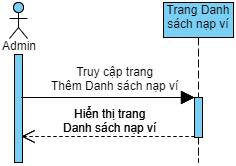 Trang Danh
sách nạp ví
Admin
Truy cập trang
Thêm Danh sách nạp ví
Hiển thị trang
Danh sách nạp ví